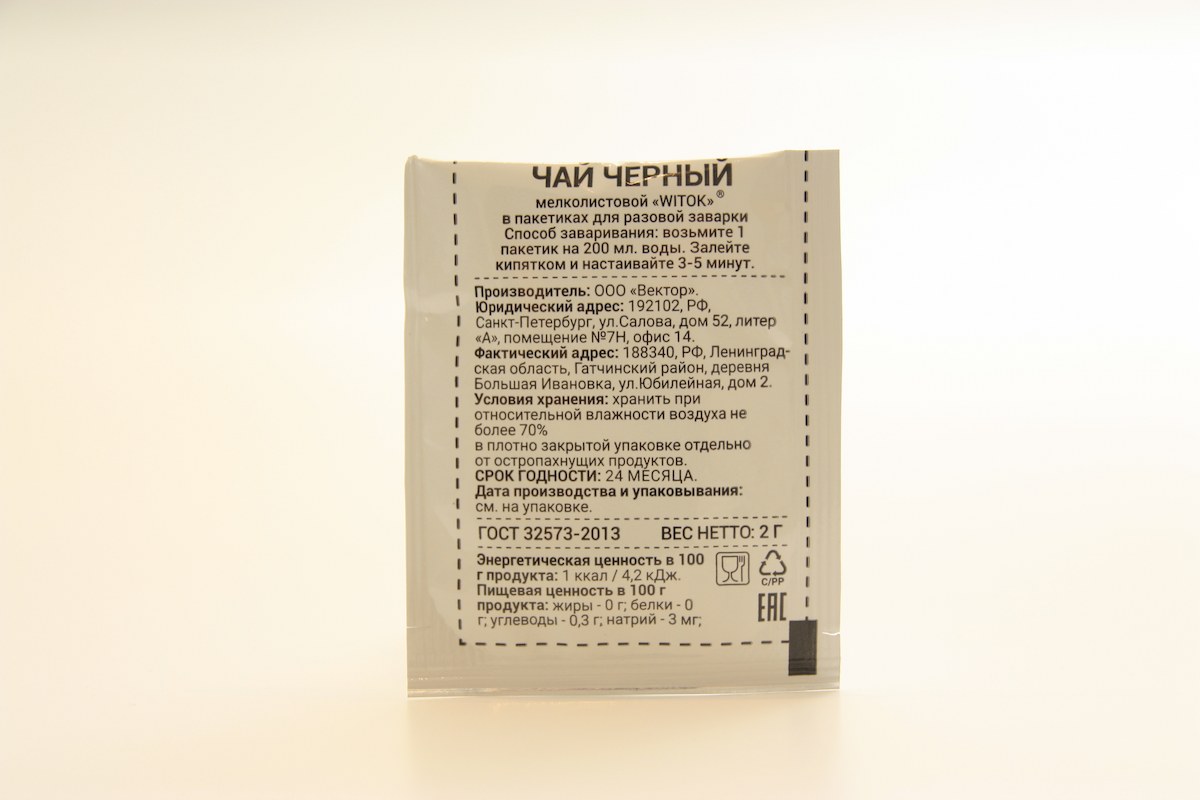 ЧАЙ ЧЕРНЫЙ
мелколистовой «WITOK»®
в пакетиках для разовой заварки
Способ заваривания: возьмите 1
пакетик на 200 мл. воды. Залейте
кипятком и настаивайте 3-5 минут.
Производитель: ООО «Вектор».
Юридический адрес: 192102, РФ,
Санкт-Петербург, ул.Салова, дом 52, литер
«А», помещение №7Н, офис 14.
Фактический адрес: 188340, РФ, Ленинград-
ская область, Гатчинский район, деревня
Большая Ивановка, ул.Юбилейная, дом 2.
Условия хранения: хранить при
относительной влажности воздуха не
более 70%
в плотно закрытой упаковке отдельно
от остропахнущих продуктов.
СРОК ГОДНОСТИ: 24 МЕСЯЦА.
Дата производства и упаковывания:
см. на упаковке.
ГОСТ 32573-2013 ВЕС НЕТТО: 2 Г
Энергетическая ценность в 100
г продукта: 1 ккал / 4,2 кДж.
Пищевая ценность в 100 г
продукта: жиры - 0 г; белки - 0
г; углеводы - 0,3 г; натрий - 3 мг;
C/PP
EAC